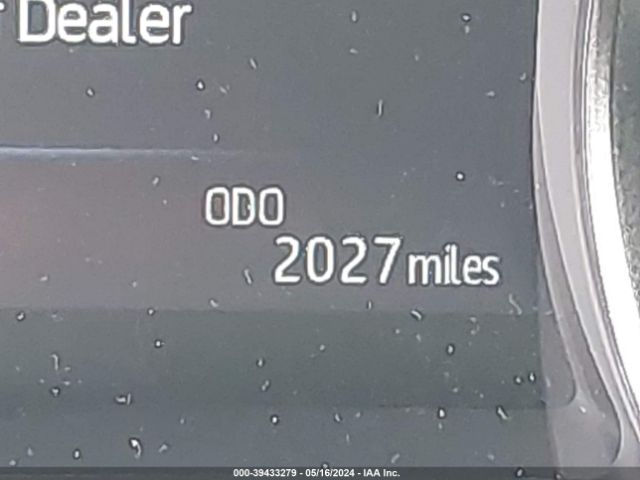 Dealer
ODO
2027 miles
000-39433279 - 05/16/2024 - IAA Inc.